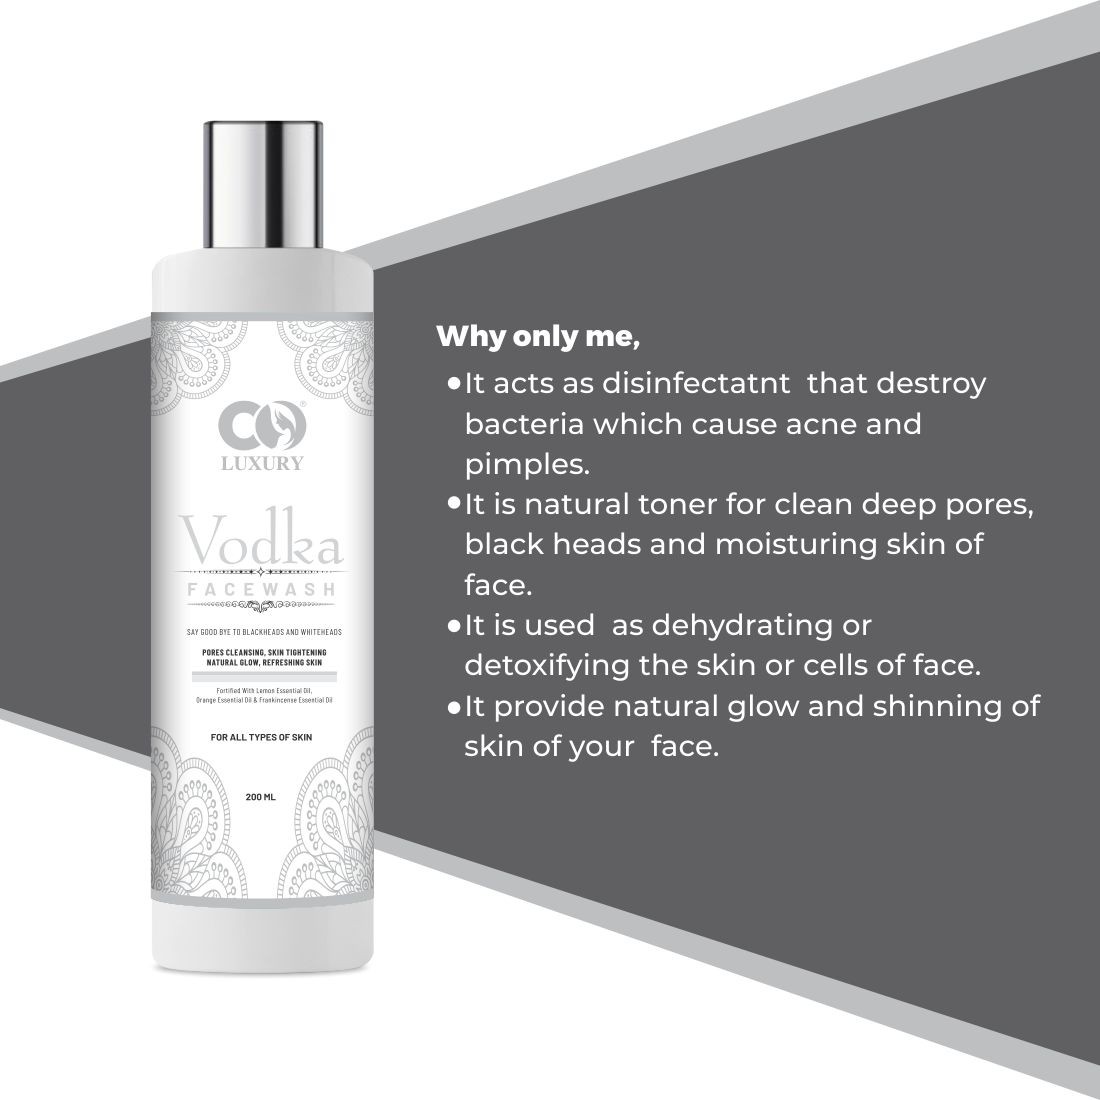 CO®
LUXURY
Vodka
FACEWASH
SAY GOOD BYE TO BLACKHEADS AND WHITEHEADS
PORES CLEANSING, SKIN TIGHTENING
NATURAL GLOW, REFRESHING SKIN
Fortified With Lemon Essential Oil,
Orange Essential Oil & Frankincense Essential Oil
FOR ALL TYPES OF SKIN
200 ML
Why only me,
•It acts as disinfectatnt  that destroy
bacteria which cause acne and
pimples.
•It is natural toner for clean deep pores,
black heads and moisturing skin of
face.
•It is used  as dehydrating or
detoxifying the skin or cells of face.
•It provide natural glow and shinning of
skin of your  face.